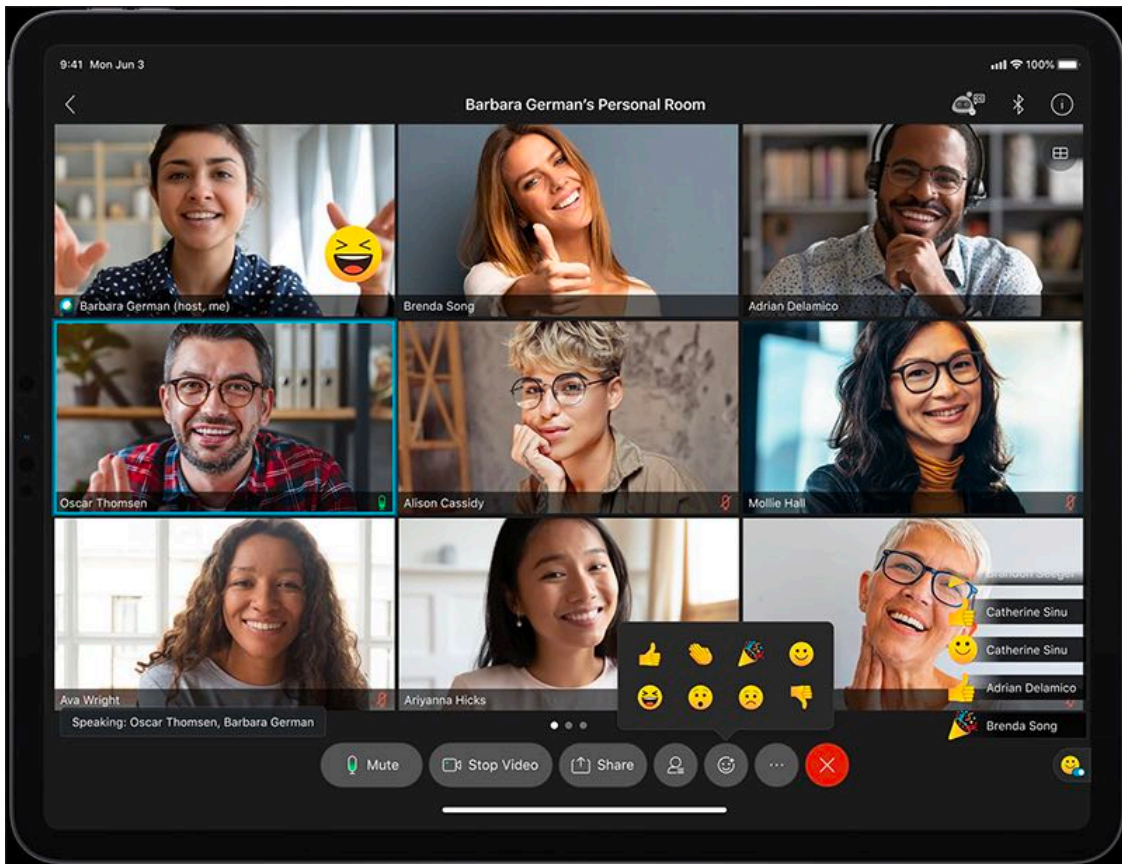 9:41 Mon Jun 3
100%
Barbara German's Personal Room
Barbara German (host, me)
Brenda Song
Adrian Delamico
Oscar Thomsen
Alison Cassidy
Mollie Hall
Brandon Seeger
Catherine Sinu
Catherine Sinu
Adrian Delamico
Brenda Song
Ava Wright
Ariyanna Hicks
Speaking: Oscar Thomsen, Barbara German
Mute
Stop Video
Share